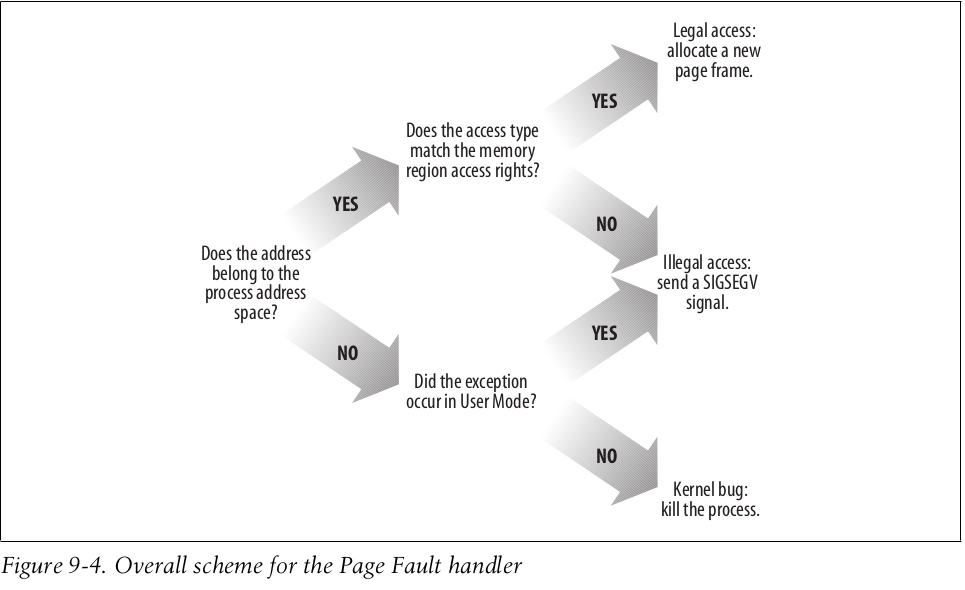 Legal access:
allocate a new
page frame.
YES
Does the access type
match the memory
region access rights?
YES
NO
Does the address
belong to the
process address
space?
Illegal access:
send a SIGSEGV
signal.
NO
YES
Did the exception
occur in User Mode?
NO
Kernel bug:
kill the process.
Figure 9-4. Overall scheme for the Page Fault handler